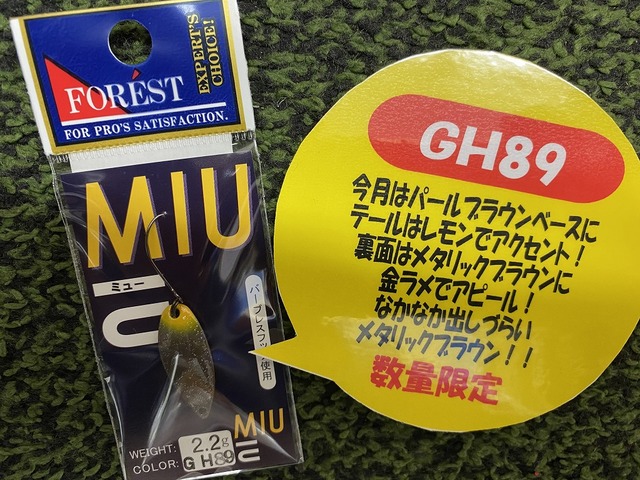 FORÉST
EXPERT'S
CHOICE!
FOR PRO'S SATISFACTION.
MIU
ミュー
バーブレスフック使用
MIU
WEIGHT: 2.2g
COLOR: GH89
GH89
今月はパールブラウンベースに
テールはレモンでアクセント!
裏面はメタリックブラウンに
金ラメでアピール!
なかなか出しづらい
メタリックブラウン!!
数量限定